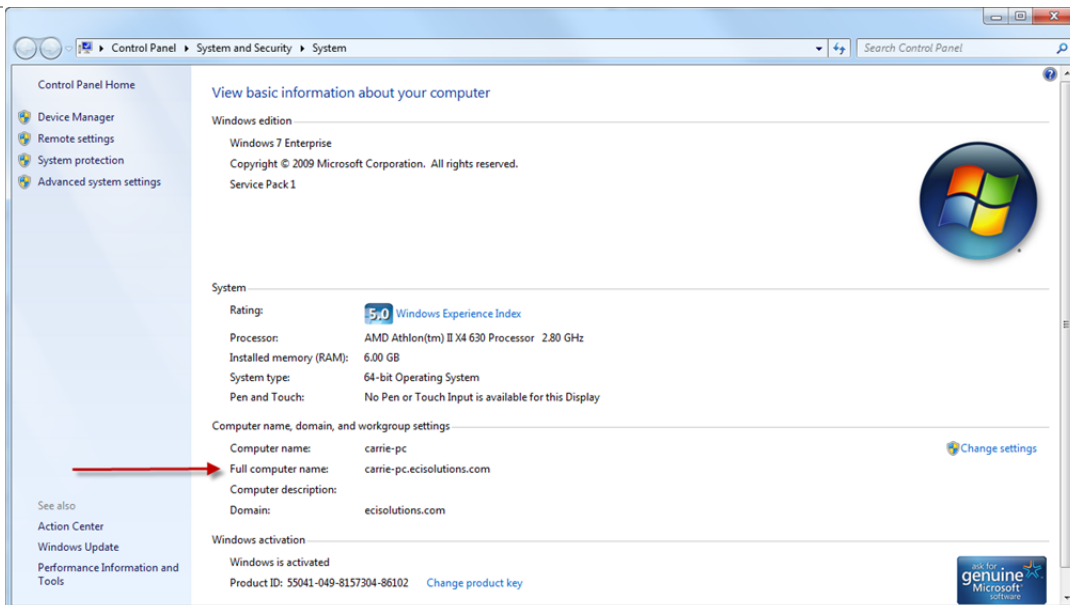 Control Panel ▸ System and Security ▸ System
Search Control Panel
Control Panel Home
Device Manager
Remote settings
System protection
Advanced system settings
See also
Action Center
Windows Update
Performance Information and
Tools
View basic information about your computer
Windows edition
Windows 7 Enterprise
Copyright © 2009 Microsoft Corporation. All rights reserved.
Service Pack 1
System
Rating: 5,0 Windows Experience Index
Processor: AMD Athlon(tm) II X4 630 Processor 2.80 GHz
Installed memory (RAM): 6.00 GB
System type: 64-bit Operating System
Pen and Touch: No Pen or Touch Input is available for this Display
Computer name, domain, and workgroup settings
Computer name: carrie-pc
Change settings
Full computer name: carrie-pc.ecisolutions.com
Computer description:
Domain: ecisolutions.com
Windows activation
Windows is activated
Product ID: 55041-049-8157304-86102 Change product key
ask for
genuine
Microsoft
software